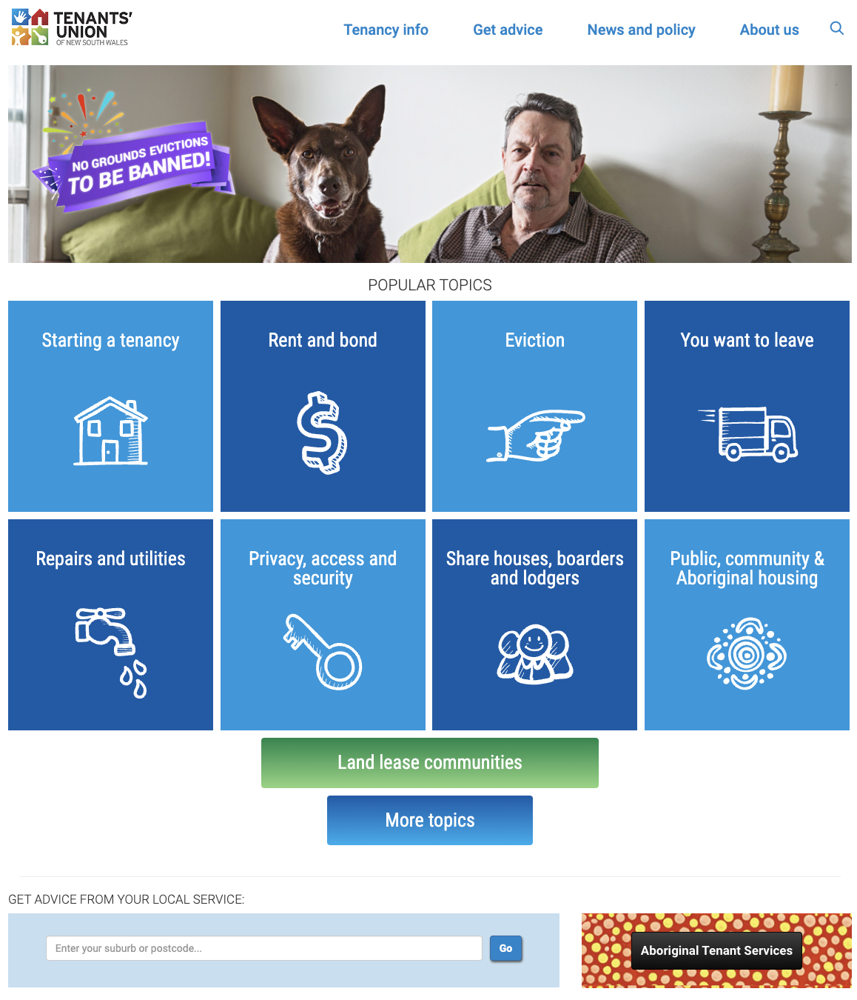 TENANTS'
UNION
OF NEW SOUTH WALES
Tenancy info
Get advice
News and policy
About us
NO GROUNDS EVICTIONS
TO BE BANNED!
POPULAR TOPICS
Starting a tenancy
Rent and bond
Eviction
You want to leave
Repairs and utilities
Privacy, access and
security
Share houses, boarders
and lodgers
Public, community &
Aboriginal housing
Land lease communities
More topics
GET ADVICE FROM YOUR LOCAL SERVICE:
Enter your suburb or postcode...
Go
Aboriginal Tenant Services